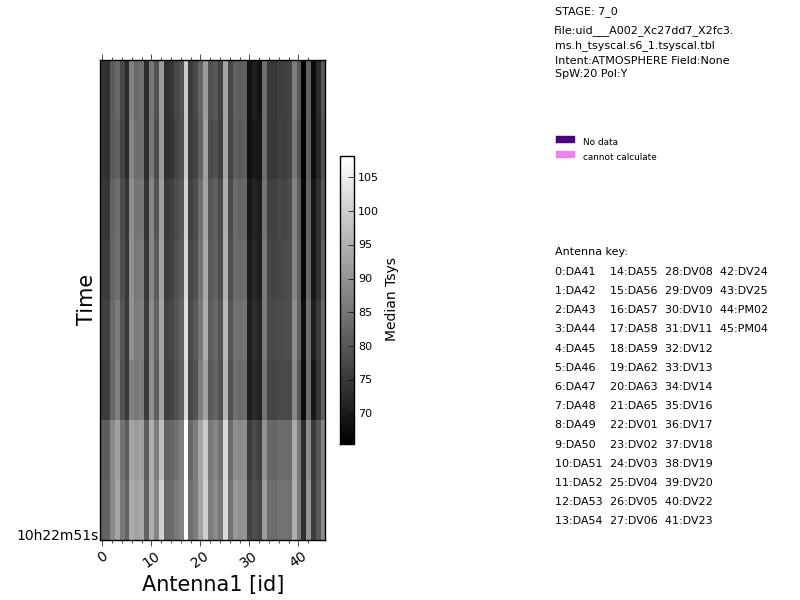 STAGE: 7_0
File:uid___A002_Xc27dd7_X2fc3.
ms.h_tsyscal.s6_1.tsyscal.tbl
Intent:ATMOSPHERE Field:None
SpW:20 Pol:Y
No data
cannot calculate
105
100
95
90
85
80
75
70
Median Tsys
Time
10h22m51s
0 10 20 30 40
Antenna1 [id]
Antenna key:
0:DA41 14:DA55 28:DV08 42:DV24
1:DA42 15:DA56 29:DV09 43:DV25
2:DA43 16:DA57 30:DV10 44:PM02
3:DA44 17:DA58 31:DV11 45:PM04
4:DA45 18:DA59 32:DV12
5:DA46 19:DA62 33:DV13
6:DA47 20:DA63 34:DV14
7:DA48 21:DA65 35:DV16
8:DA49 22:DV01 36:DV17
9:DA50 23:DV02 37:DV18
10:DA51 24:DV03 38:DV19
11:DA52 25:DV04 39:DV20
12:DA53 26:DV05 40:DV22
13:DA54 27:DV06 41:DV23